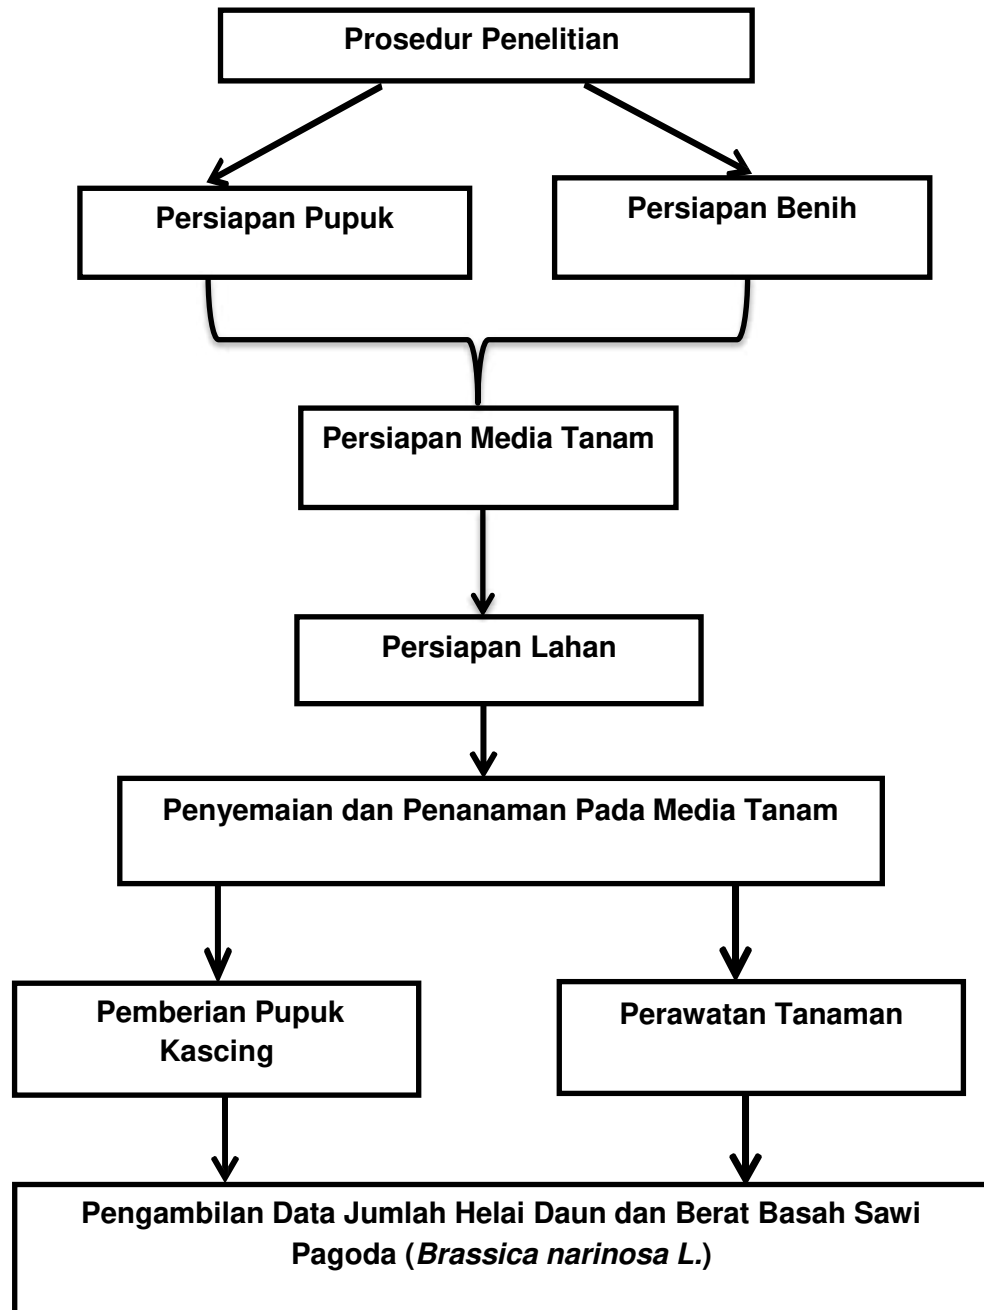 Prosedur Penelitian
Persiapan Pupuk
Persiapan Benih
Persiapan Media Tanam
Persiapan Lahan
Penyemaian dan Penanaman Pada Media Tanam
Pemberian Pupuk
Kascing
Perawatan Tanaman
Pengambilan Data Jumlah Helai Daun dan Berat Basah Sawi
Pagoda (Brassica narinosa L.)